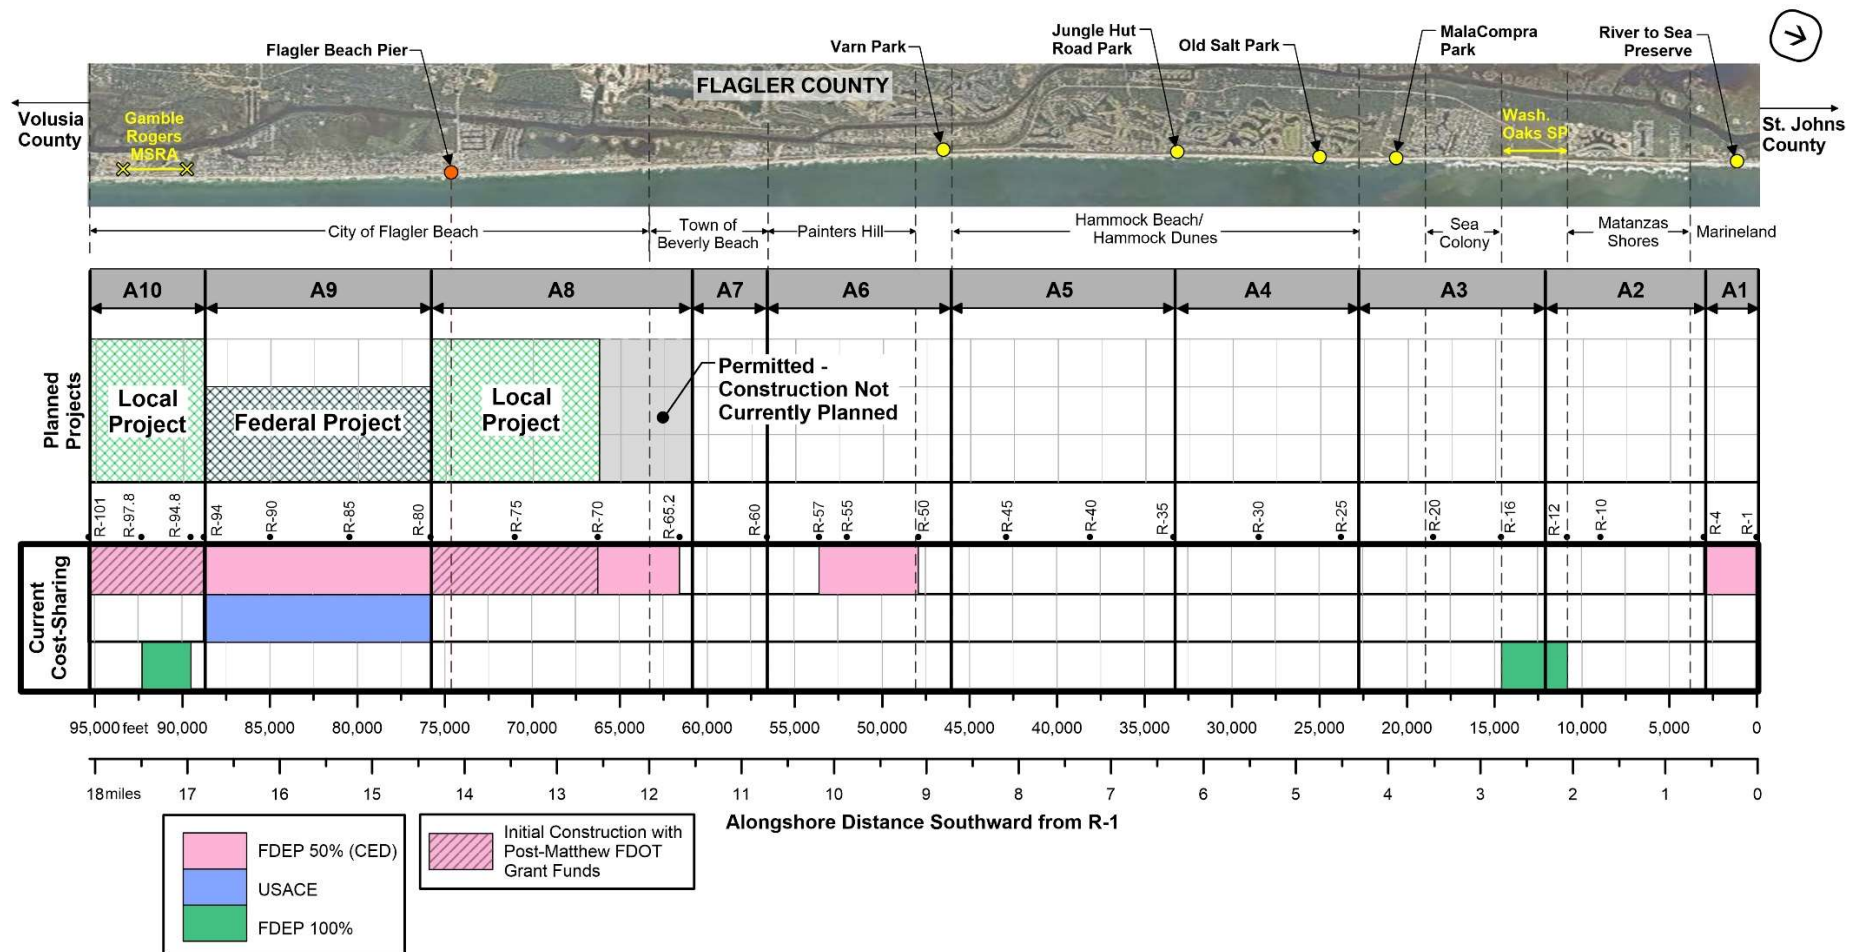 Flagler Beach Pier
Varn Park
Jungle Hut
Road Park
Old Salt Park
MalaCompra
Park
River to Sea
Preserve
FLAGLER COUNTY
Volusia
County
Gamble
Rogers
MSRA
Wash.
Oaks SP
St. Johns
County
City of Flagler Beach
Town of
Beverly Beach
Painters Hill
Hammock Beach/
Hammock Dunes
Sea
Colony
Matanzas
Shores
Marineland
A10
A9
A8
A7
A6
A5
A4
A3
A2
A1
Planned
Projects
Local
Project
Federal Project
Local
Project
Permitted -
Construction Not
Currently Planned
R-101
R-97.8
R-94.8
R-94
R-90
R-85
R-80
R-75
R-70
R-65.2
R-60
R-57
R-55
R-50
R-45
R-40
R-35
R-30
R-25
R-20
R-16
R-12
R-10
R-4
R-1
Current
Cost-Sharing
95,000 feet 90,000 85,000 80,000 75,000 70,000 65,000 60,000 55,000 50,000 45,000 40,000 35,000 30,000 25,000 20,000 15,000 10,000 5,000 0
18 miles 17 16 15 14 13 12 11 10 9 8 7 6 5 4 3 2 1 0
Alongshore Distance Southward from R-1
FDEP 50% (CED)
USACE
FDEP 100%
Initial Construction with
Post-Matthew FDOT
Grant Funds